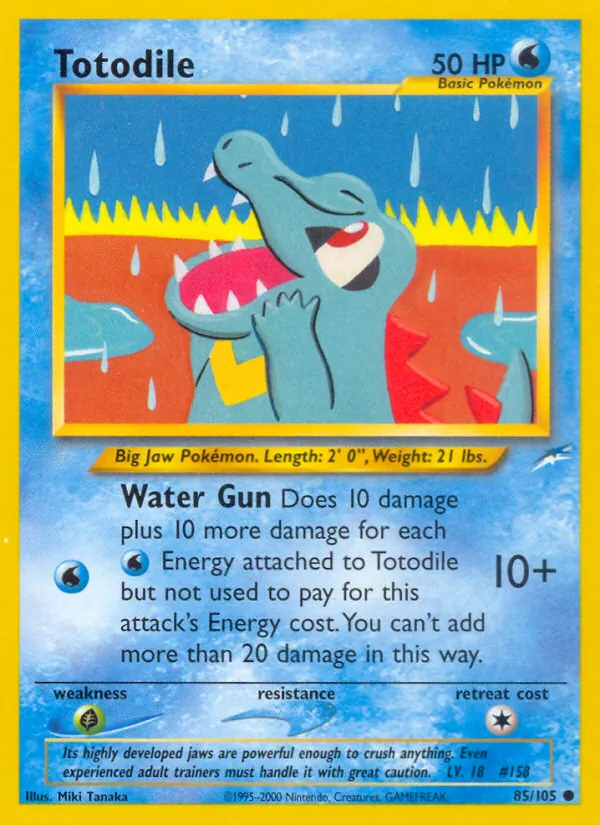 Totodile
50 HP
Basic Pokémon
Big Jaw Pokémon. Length: 2' 0", Weight: 21 lbs.
Water Gun Does 10 damage
plus 10 more damage for each
Energy attached to Totodile
but not used to pay for this
attack's Energy cost. You can't add
more than 20 damage in this way.
10+
weakness
resistance
retreat cost
Its highly developed jaws are powerful enough to crush anything. Even
experienced adult trainers must handle it with great caution. LV. 18 #158
Illus. Miki Tanaka
©1995-2000 Nintendo, Creatures, GAMEFREAK.
85/105